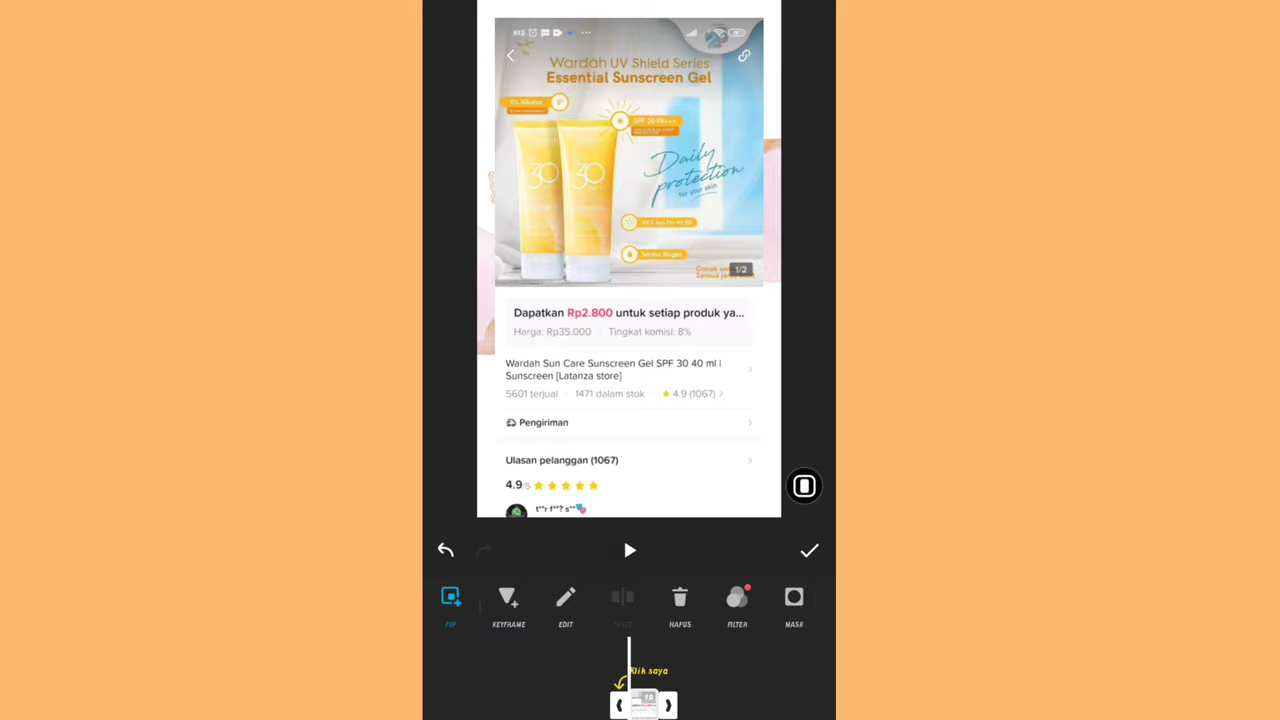 Wardah UV Shield Series
Essential Sunscreen Gel
0% Alkohol
SPF 30 PA+++
30 30
Daily
protection
for your skin
1/2
Dapatkan Rp2.800 untuk setiap produk ya...
Harga: Rp35.000 Tingkat komisi: 8%
Wardah Sun Care Sunscreen Gel SPF 30 40 ml |
Sunscreen [Latanza store]
5601 terjual 1471 dalam stok 4.9 (1067)
Pengiriman
Ulasan pelanggan (1067)
4.9/5
t**r f**? s**
PIP KEYFRAME EDIT SPLIT HAPUS FILTER MASK
Klik saya